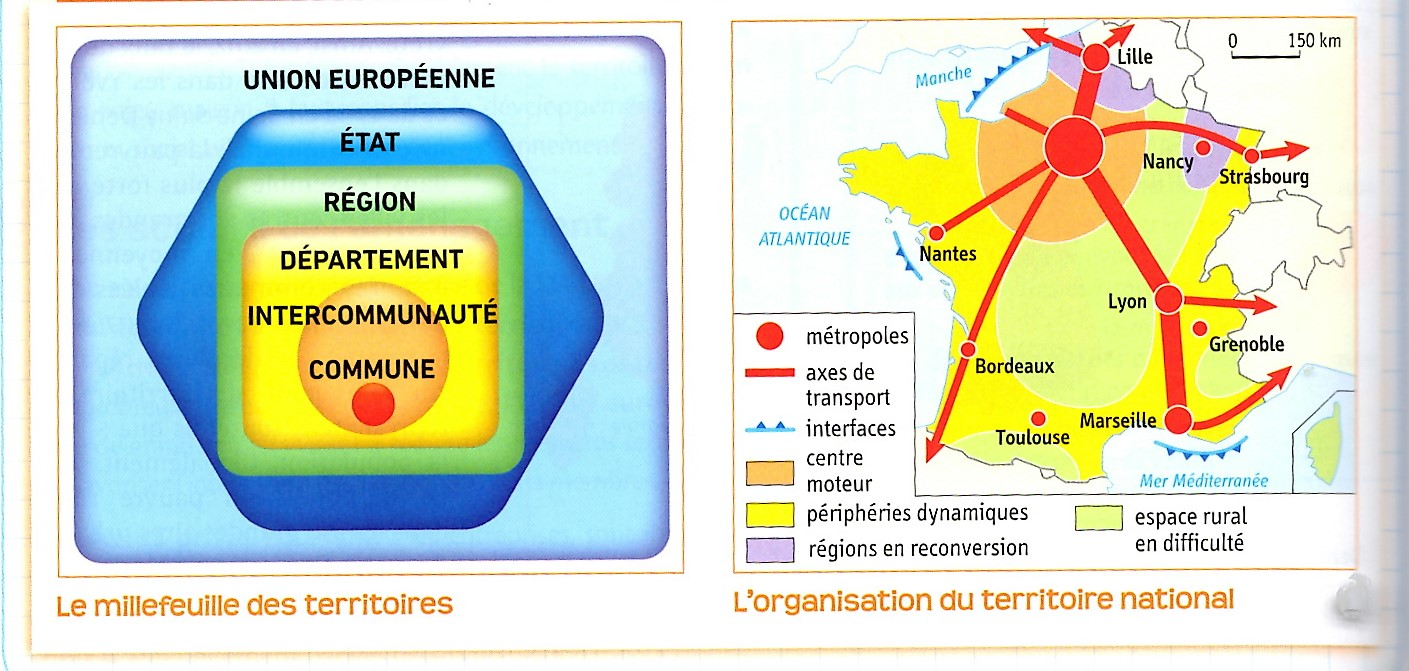 UNION EUROPÉENNE
ÉTAT
RÉGION
DÉPARTEMENT
INTERCOMMUNAUTÉ
COMMUNE
Le millefeuille des territoires
0 150 km
Lille
Manche
Nancy
Strasbourg
OCÉAN
ATLANTIQUE
Nantes
Lyon
Grenoble
Bordeaux
Marseille
Toulouse
Mer Méditerranée
métropoles
axes de
transport
interfaces
centre
moteur
périphéries dynamiques
régions en reconversion
espace rural
en difficulté
L'organisation du territoire national